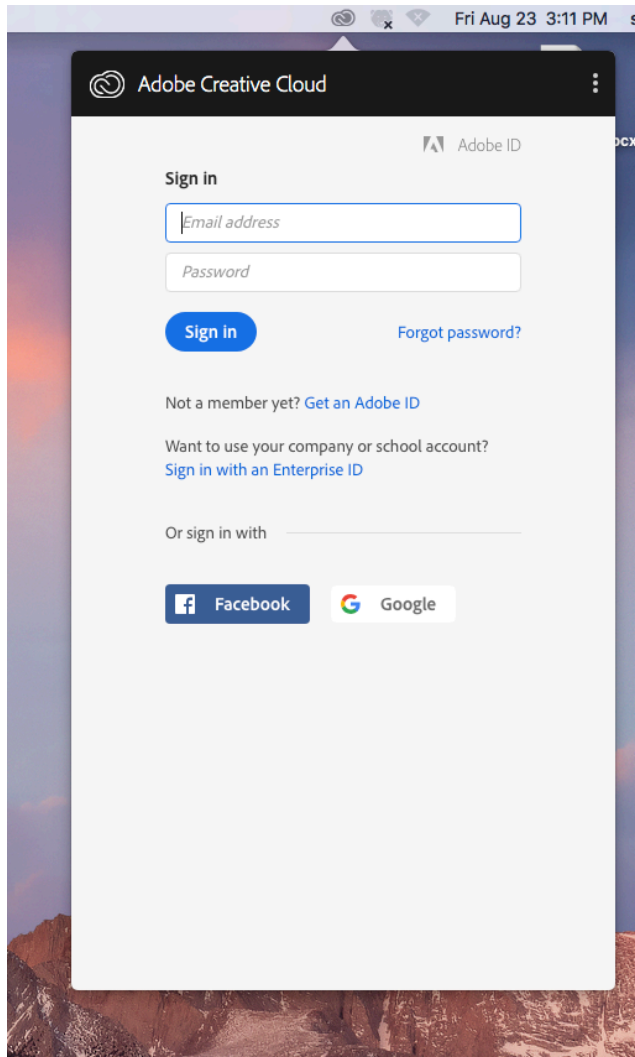 Fri Aug 23 3:11 PM
Adobe Creative Cloud
Adobe ID
Sign in
Email address
Password
Sign in Forgot password?
Not a member yet? Get an Adobe ID
Want to use your company or school account?
Sign in with an Enterprise ID
Or sign in with
Facebook Google